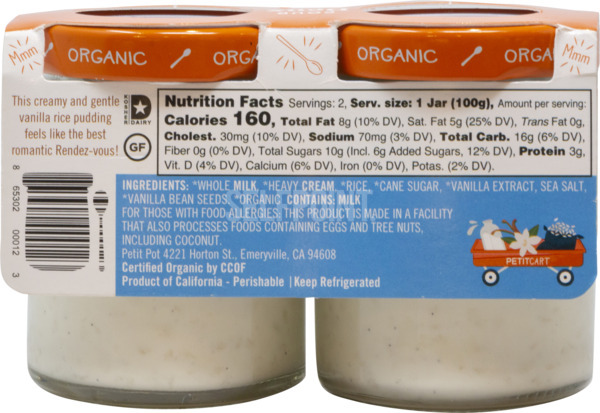 Mmm
ORGANIC
ORGA
ORGANIC
ORG
Mmm
This creamy and gentle
vanilla rice pudding
feels like the best
romantic Rendez-vous!
KOSHER
D
DAIRY
GF
Nutrition Facts Servings: 2, Serv. size: 1 Jar (100g), Amount per serving:
Calories 160, Total Fat 8g (10% DV), Sat. Fat 5g (25% DV), Trans Fat 0g,
Cholest. 30mg (10% DV), Sodium 70mg (3% DV), Total Carb. 16g (6% DV),
Fiber 0g (0% DV), Total Sugars 10g (Incl. 6g Added Sugars, 12% DV), Protein 3g,
Vit. D (4% DV), Calcium (6% DV), Iron (0% DV), Potas. (2% DV).
INGREDIENTS: *WHOLE MILK, *HEAVY CREAM, *RICE, *CANE SUGAR, *VANILLA EXTRACT, SEA SALT,
*VANILLA BEAN SEEDS. *ORGANIC CONTAINS: MILK
FOR THOSE WITH FOOD ALLERGIES, THIS PRODUCT IS MADE IN A FACILITY
THAT ALSO PROCESSES FOODS CONTAINING EGGS AND TREE NUTS,
INCLUDING COCONUT.
Petit Pot 4221 Horton St., Emeryville, CA 94608
Certified Organic by CCOF
Product of California - Perishable | Keep Refrigerated
PETITCART
8 65302 00012 3